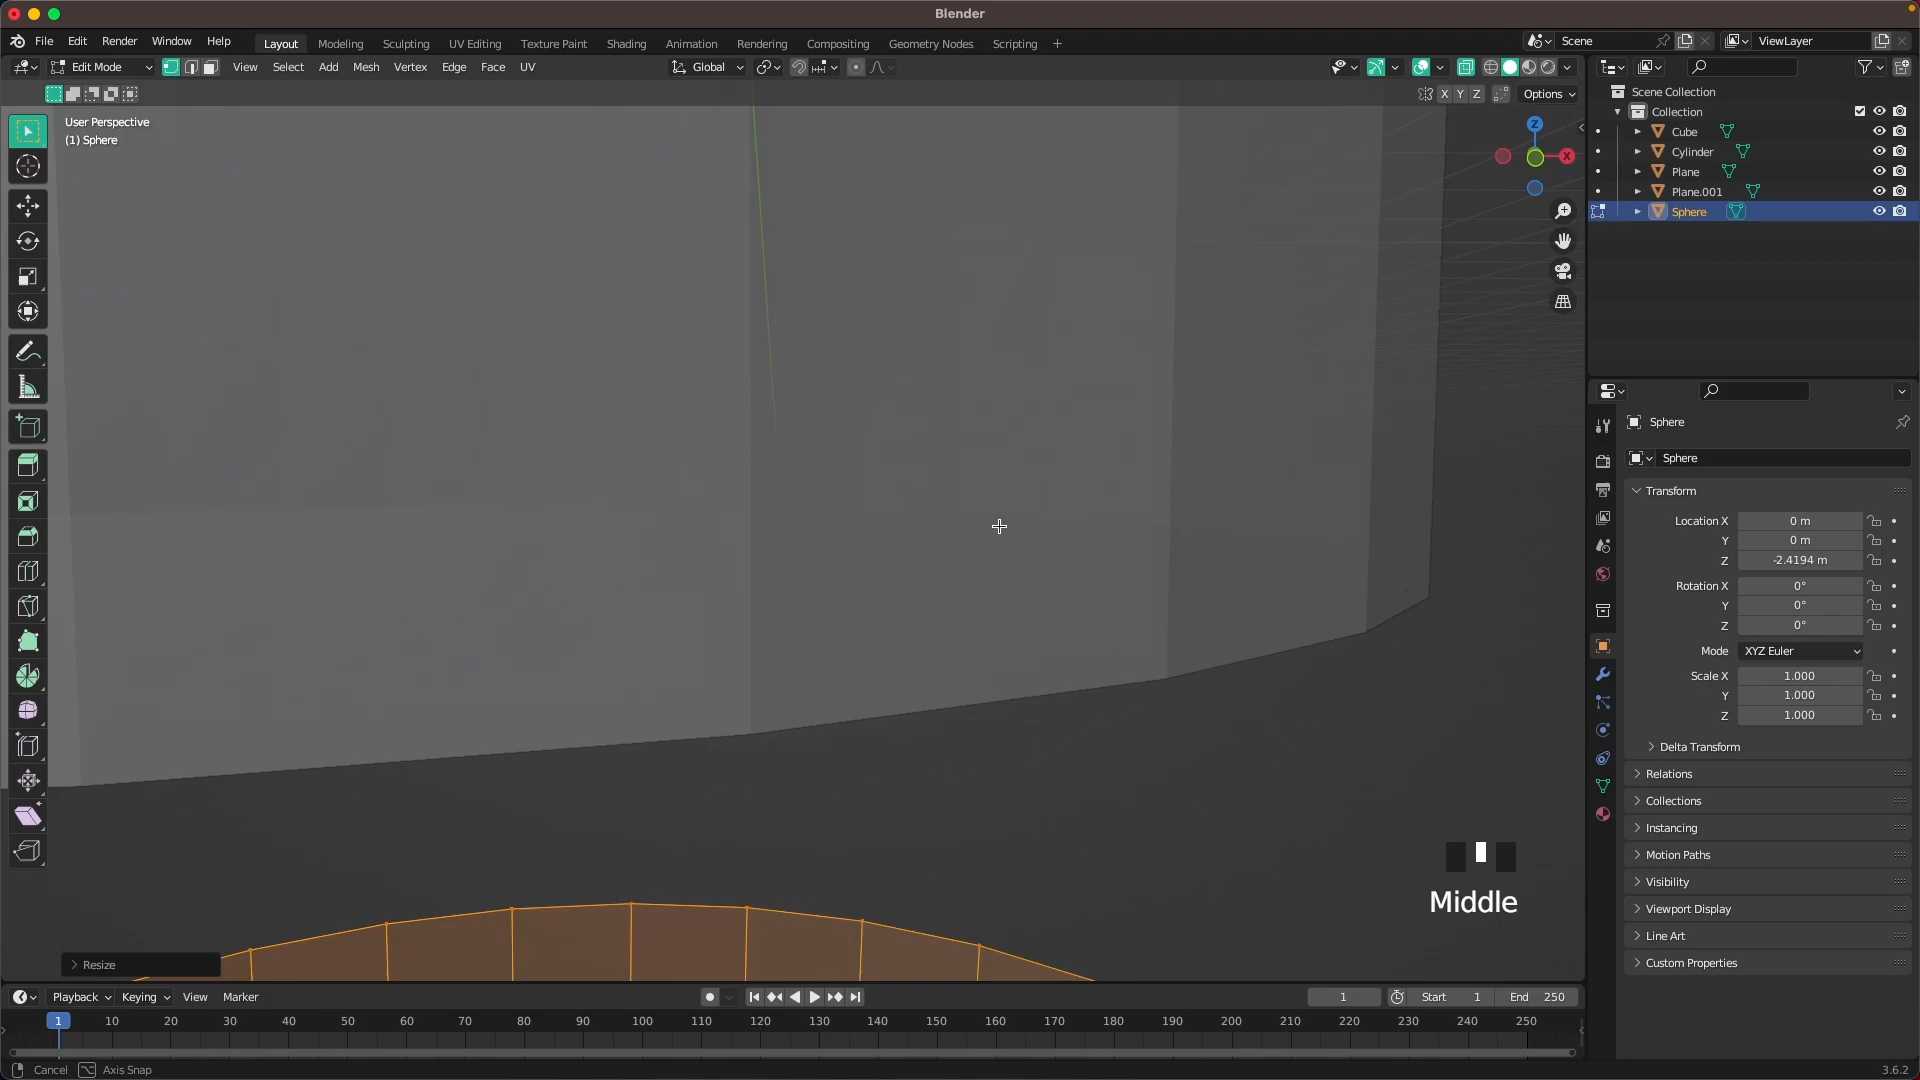 Blender
File Edit Render Window Help Layout Modeling Sculpting UV Editing Texture Paint Shading Animation Rendering Compositing Geometry Nodes Scripting + Scene ViewLayer
Edit Mode View Select Add Mesh Vertex Edge Face UV Global
X Y Z Options
User Perspective
(1) Sphere
Z
X
Scene Collection
Collection
Cube
Cylinder
Plane
Plane.001
Sphere
Sphere
Sphere
Transform
Location X 0 m
Y 0 m
Z -2.4194 m
Rotation X 0°
Y 0°
Z 0°
Mode XYZ Euler
Scale X 1.000
Y 1.000
Z 1.000
Delta Transform
Relations
Collections
Instancing
Motion Paths
Visibility
Viewport Display
Line Art
Custom Properties
Middle
Resize
Playback Keying View Marker 1 Start 1 End 250
1 10 20 30 40 50 60 70 80 90 100 110 120 130 140 150 160 170 180 190 200 210 220 230 240 250
Cancel Axis Snap 3.6.2